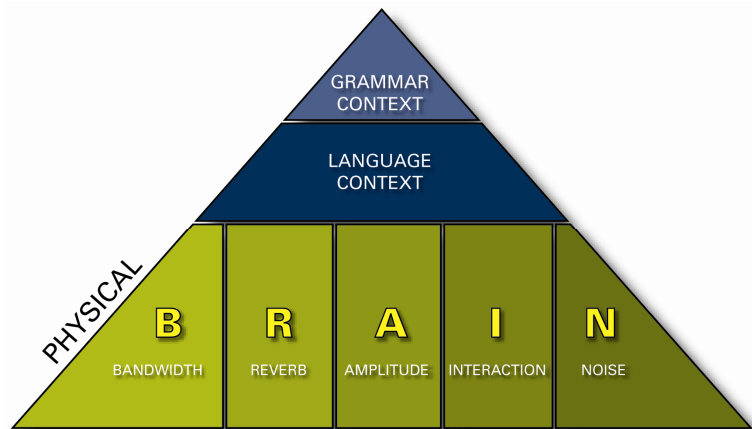 GRAMMAR
CONTEXT
LANGUAGE
CONTEXT
PHYSICAL
B R A I N
BANDWIDTH REVERB AMPLITUDE INTERACTION NOISE